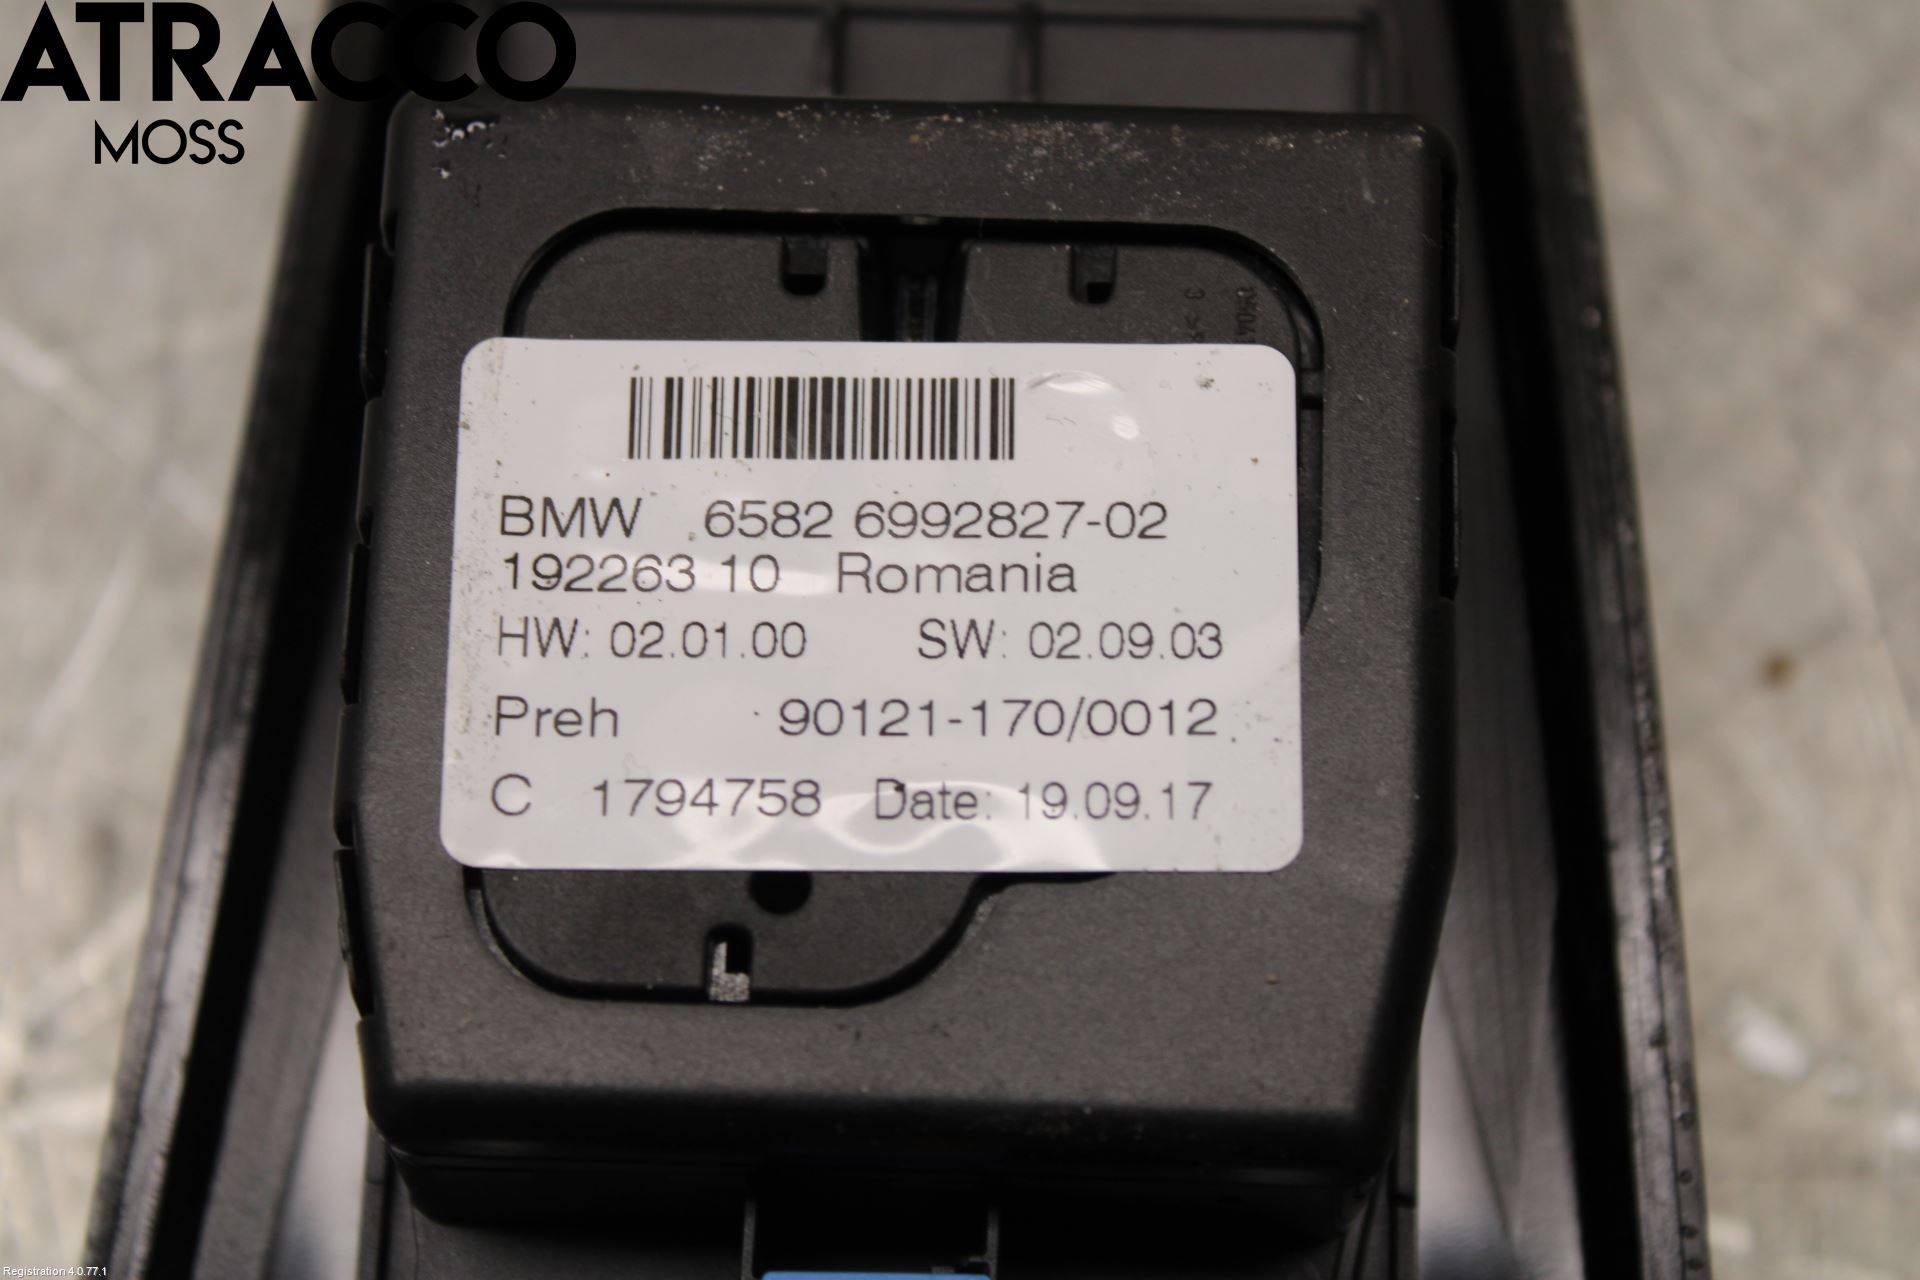 ATRACCO
MOSS
BMW 6582 6992827-02
192263 10 Romania
HW: 02.01.00 SW: 02.09.03
Preh 90121-170/0012
C 1794758 Date: 19.09.17
Registration 4.0.77.1